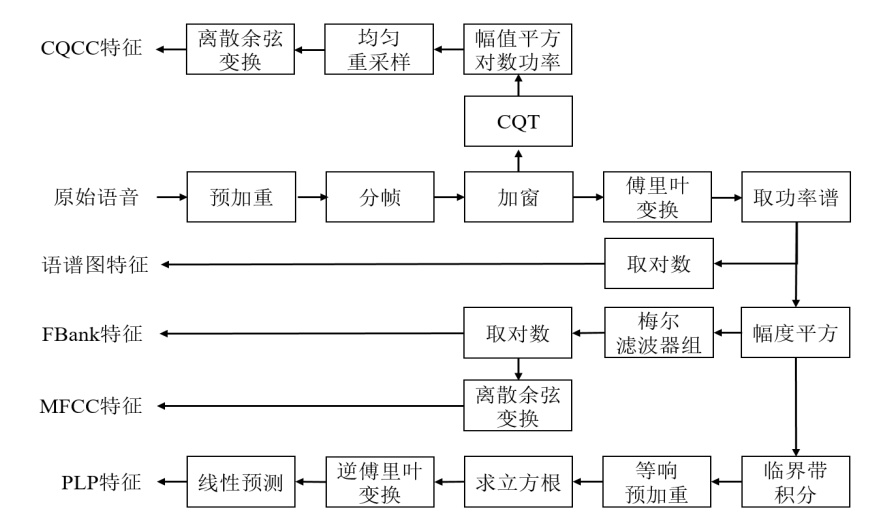 CQCC特征
离散余弦
变换
均匀
重采样
幅值平方
对数功率
CQT
原始语音
预加重
分帧
加窗
傅里叶
变换
取功率谱
语谱图特征
取对数
FBank特征
取对数
梅尔
滤波器组
幅度平方
MFCC特征
离散余弦
变换
PLP特征
线性预测
逆傅里叶
变换
求立方根
等响
预加重
临界带
积分